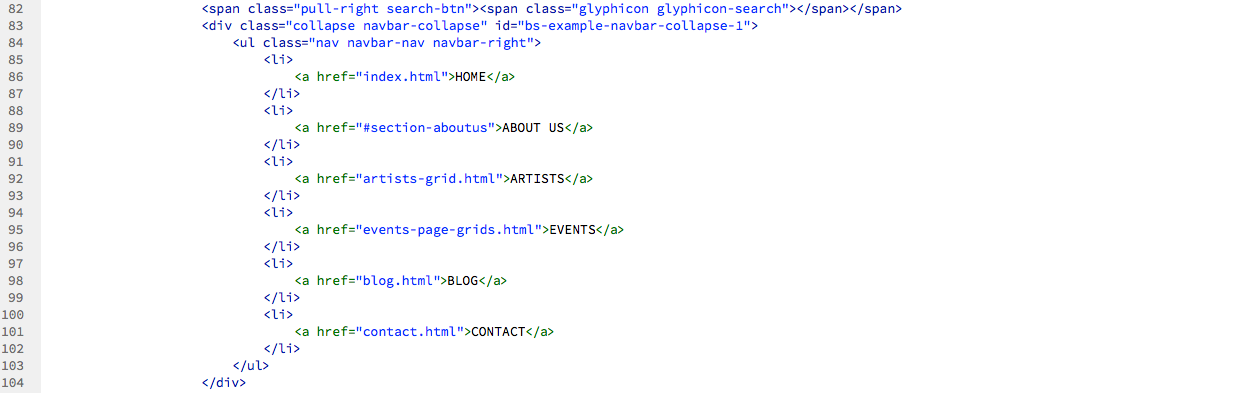 82 <span class="pull-right search-btn"><span class="glyphicon glyphicon-search"></span></span>
83 <div class="collapse navbar-collapse" id="bs-example-navbar-collapse-1">
84 <ul class="nav navbar-nav navbar-right">
85 <li>
86 <a href="index.html">HOME</a>
87 </li>
88 <li>
89 <a href="#section-aboutus">ABOUT US</a>
90 </li>
91 <li>
92 <a href="artists-grid.html">ARTISTS</a>
93 </li>
94 <li>
95 <a href="events-page-grids.html">EVENTS</a>
96 </li>
97 <li>
98 <a href="blog.html">BLOG</a>
99 </li>
100 <li>
101 <a href="contact.html">CONTACT</a>
102 </li>
103 </ul>
104 </div>